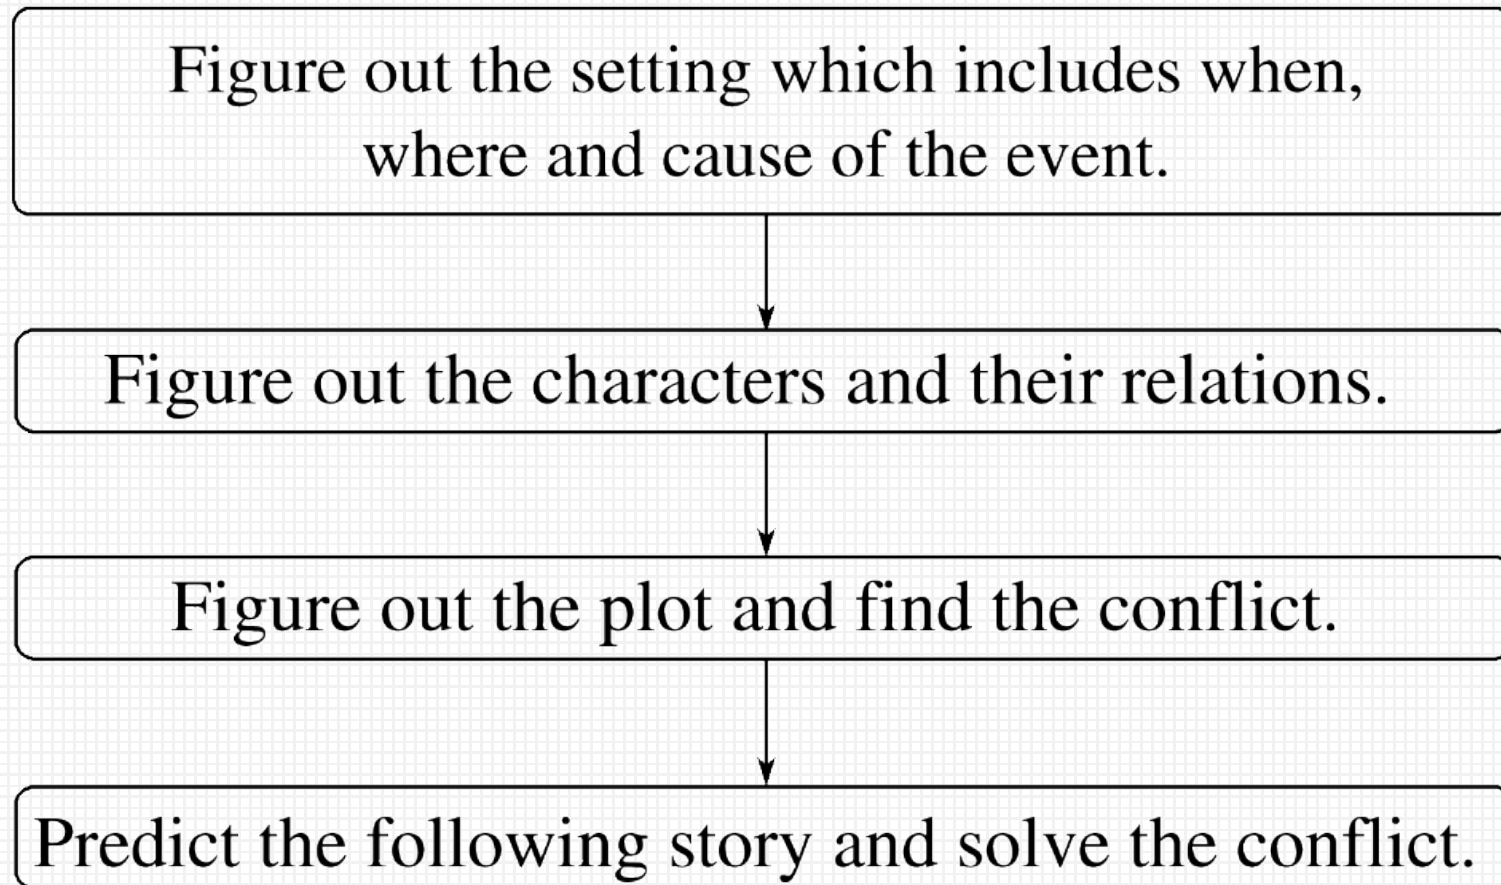 Figure out the setting which includes when,
where and cause of the event.
Figure out the characters and their relations.
Figure out the plot and find the conflict.
Predict the following story and solve the conflict.